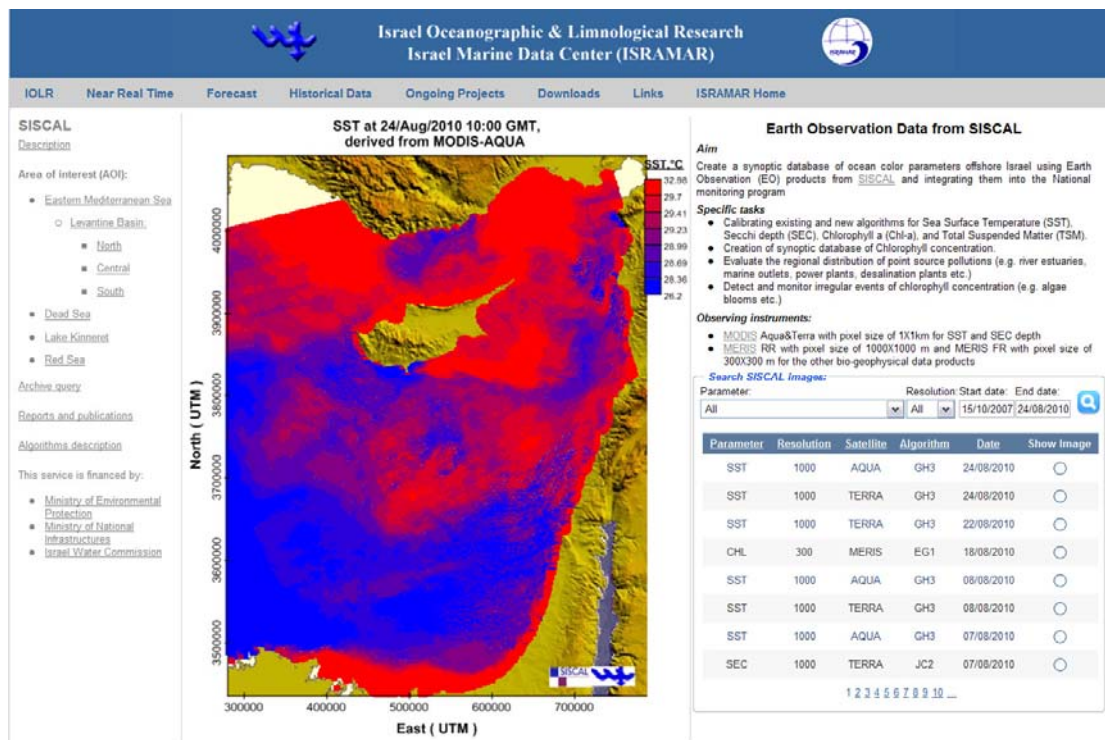 Israel Oceanographic & Limnological Research
Israel Marine Data Center (ISRAMAR)
ISRAMAR
IOLR Near Real Time Forecast Historical Data Ongoing Projects Downloads Links ISRAMAR Home
SISCAL
Description
Area of interest (AOI):
Eastern Mediterranean Sea
Levantine Basin:
North
Central
South
Dead Sea
Lake Kinneret
Red Sea
Archive query
Reports and publications
Algorithms description
This service is financed by:
Ministry of Environmental
Protection
Ministry of National
Infrastructures
Israel Water Commission
SST at 24/Aug/2010 10:00 GMT,
derived from MODIS-AQUA
SST,°C
32.98
29.7
29.41
29.23
28.99
28.36
26.2
North ( UTM )
4000000
3900000
3800000
3700000
3600000
3500000
SISCAL
300000 400000 500000 600000 700000
East ( UTM )
Earth Observation Data from SISCAL
Aim
Create a synoptic database of ocean color parameters offshore Israel using Earth
Observation (EO) products from SISCAL and integrating them into the National
monitoring program
Specific tasks
Calibrating existing and new algorithms for Sea Surface Temperature (SST),
Secchi depth (SEC), Chlorophyll a (Chl-a), and Total Suspended Matter (TSM).
Creation of synoptic database of Chlorophyll concentration.
Evaluate the regional distribution of point source pollutions (e.g. river estuaries,
marine outlets, power plants, desalination plants etc.)
Detect and monitor irregular events of chlorophyll concentration (e.g. algae
blooms etc.)
Observing instruments:
MODIS Aqua&Terra with pixel size of 1X1km for SST and SEC depth
MERIS RR with pixel size of 1000X1000 m and MERIS FR with pixel size of
300X300 m for the other bio-geophysical data products
Search SISCAL images:
Parameter: Resolution: Start date: End date:
All All 15/10/2007 24/08/2010
Parameter Resolution Satellite Algorithm Date Show Image
SST 1000 AQUA GH3 24/08/2010
SST 1000 TERRA GH3 24/08/2010
SST 1000 TERRA GH3 22/08/2010
CHL 300 MERIS EG1 18/08/2010
SST 1000 AQUA GH3 08/08/2010
SST 1000 TERRA GH3 08/08/2010
SST 1000 AQUA GH3 07/08/2010
SEC 1000 TERRA JC2 07/08/2010
1 2 3 4 5 6 7 8 9 10 ...